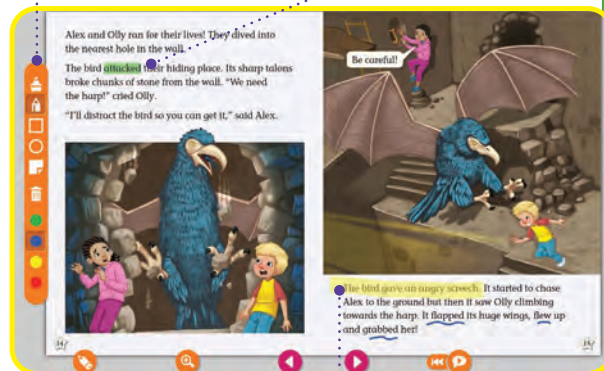 Alex and Olly ran for their lives! They dived into
the nearest hole in the wall.
The bird attacked their hiding place. Its sharp talons
broke chunks of stone from the wall. “We need
the harp!” cried Olly.
“I’ll distract the bird so you can get it,” said Alex.
Be careful!
The bird gave an angry screech. It started to chase
Alex to the ground but then it saw Olly climbing
towards the harp. It flapped its huge wings, flew up
and grabbed her!
14
15